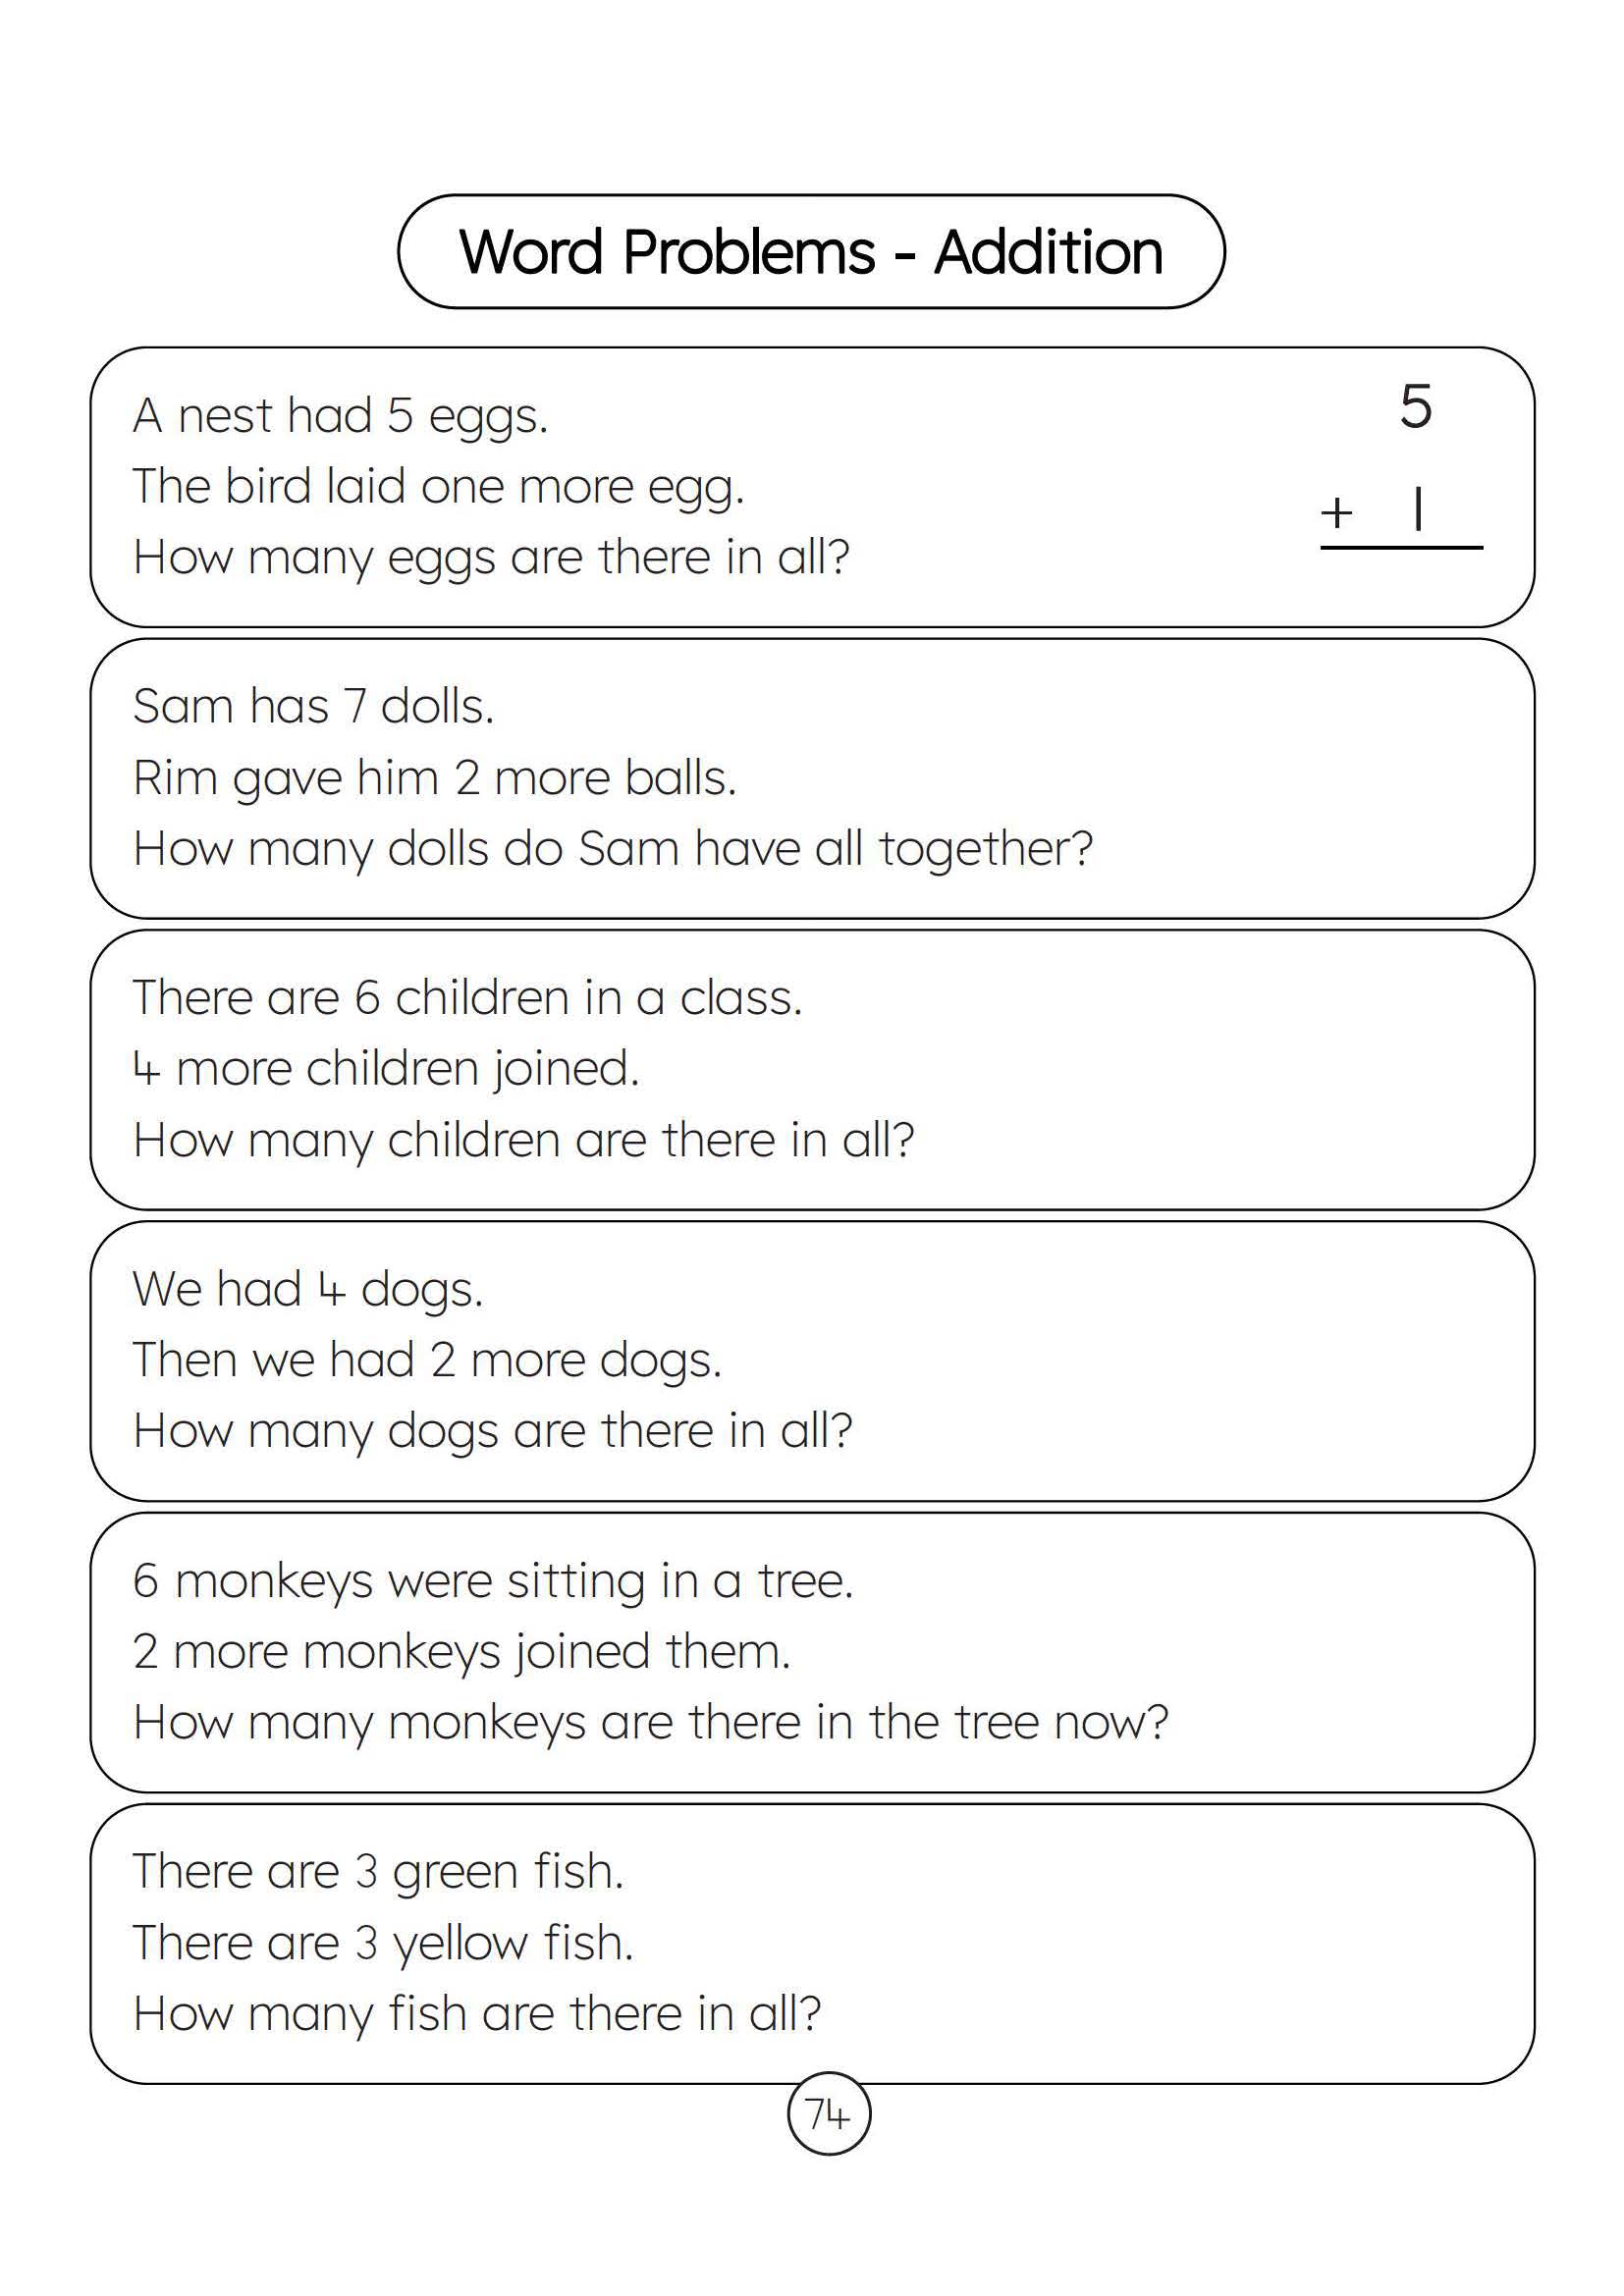 Word Problems - Addition
A nest had 5 eggs.
The bird laid one more egg.
How many eggs are there in all?
5
+ 1
Sam has 7 dolls.
Rim gave him 2 more balls.
How many dolls do Sam have all together?
There are 6 children in a class.
4 more children joined.
How many children are there in all?
We had 4 dogs.
Then we had 2 more dogs.
How many dogs are there in all?
6 monkeys were sitting in a tree.
2 more monkeys joined them.
How many monkeys are there in the tree now?
There are 3 green fish.
There are 3 yellow fish.
How many fish are there in all?
74